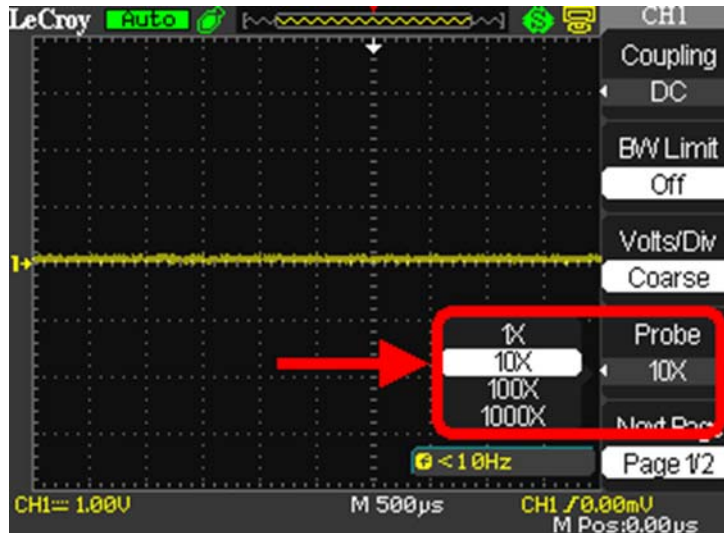 LeCroy Auto CH1
Coupling
DC
BW Limit
Off
Volts/Div
Coarse
Probe
10X
1X
10X
100X
1000X
Next Page
Page 1/2
<10Hz
CH1 1.00V M 500µs CH1 0.00mV
M Pos:0.00µs